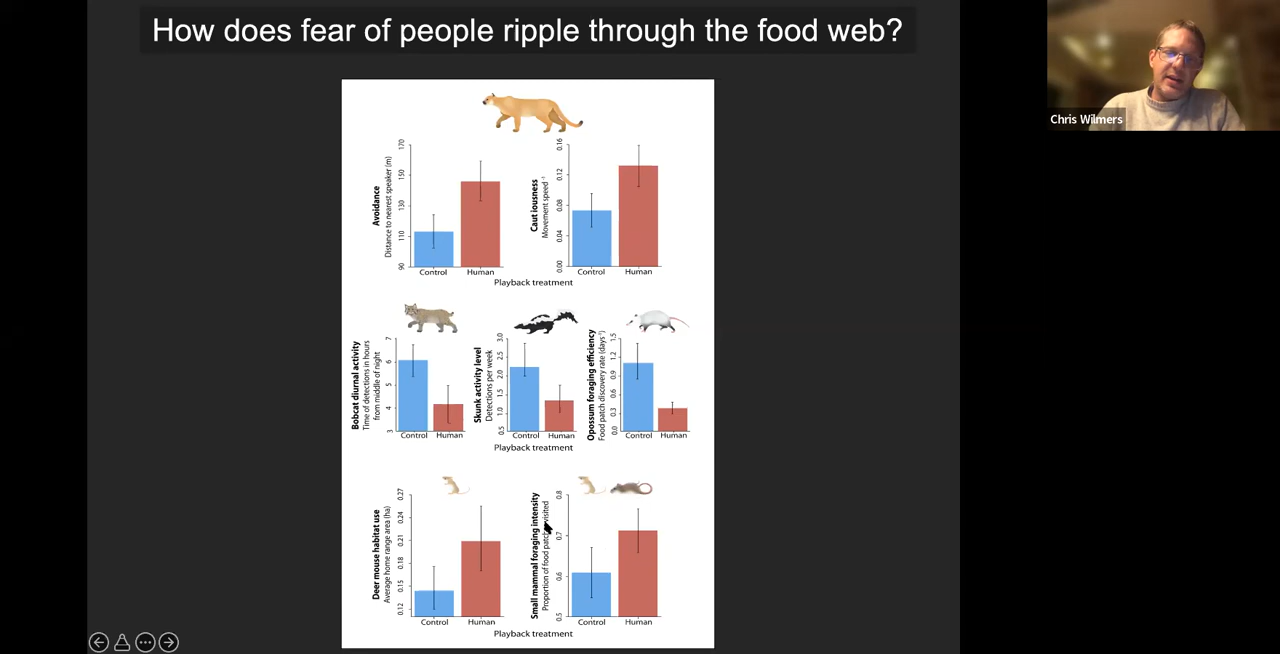 How does fear of people ripple through the food web?
Chris Wilmers
Avoidance
Distance to nearest speaker (m)
170
150
130
110
90
Control
Human
Caut iousness
Movement speed⁻¹
0.16
0.12
0.08
0.04
0.00
Control
Human
Playback treatment
Bobcat diurnal activity
Time of detections in hours
from middle of night
7
6
5
4
3
Control
Human
Skunk activity level
Detections per week
3.0
2.5
2.0
1.5
1.0
0.5
Control
Human
Opossum foraging efficiency
Food patch discovery rate (days⁻¹)
1.5
1.2
0.9
0.6
0.3
0.0
Control
Human
Playback treatment
Deer mouse habitat use
Average home range area (ha)
0.27
0.24
0.21
0.18
0.15
0.12
Control
Human
Small mammal foraging intensity
Proportion of food patches visited
0.8
0.7
0.6
0.5
Control
Human
Playback treatment